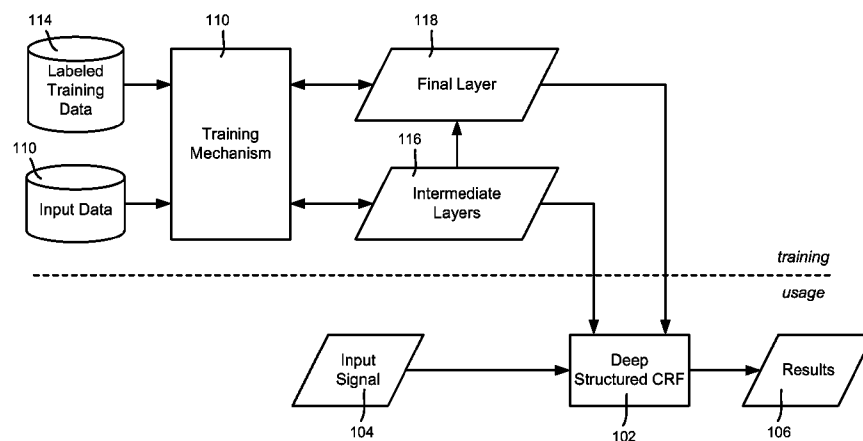 114
110
118
Labeled
Training
Data
Final Layer
Training
Mechanism
110
116
Input Data
Intermediate
Layers
training
usage
Input
Signal
Deep
Structured CRF
Results
104
102
106